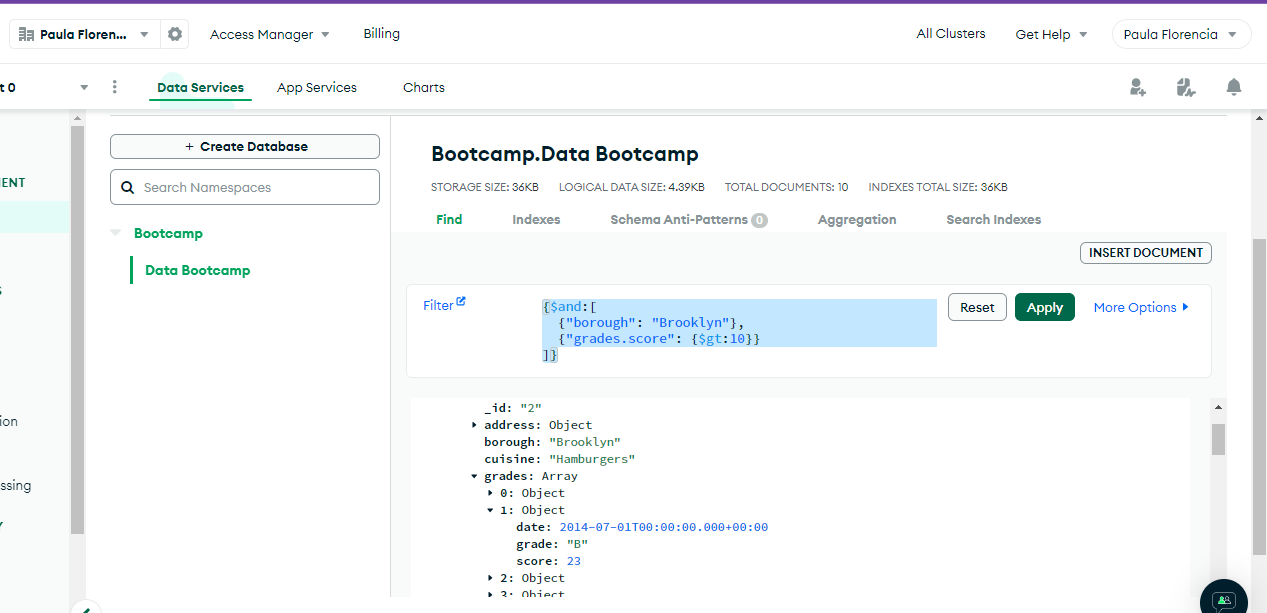 Paula Floren...
Access Manager
Billing
All Clusters
Get Help
Paula Florencia
t 0
Data Services
App Services
Charts
+ Create Database
Search Namespaces
Bootcamp
Data Bootcamp
ENT
s
ion
ssing
Y
Bootcamp.Data Bootcamp
STORAGE SIZE: 36KB LOGICAL DATA SIZE: 4.39KB TOTAL DOCUMENTS: 10 INDEXES TOTAL SIZE: 36KB
Find Indexes Schema Anti-Patterns 0 Aggregation Search Indexes
INSERT DOCUMENT
Filter
{$and:[
{"borough": "Brooklyn"},
{"grades.score": {$gt:10}}
]}
Reset
Apply
More Options
_id: "2"
address: Object
borough: "Brooklyn"
cuisine: "Hamburgers"
grades: Array
0: Object
1: Object
date: 2014-07-01T00:00:00.000+00:00
grade: "B"
score: 23
2: Object
3: Object